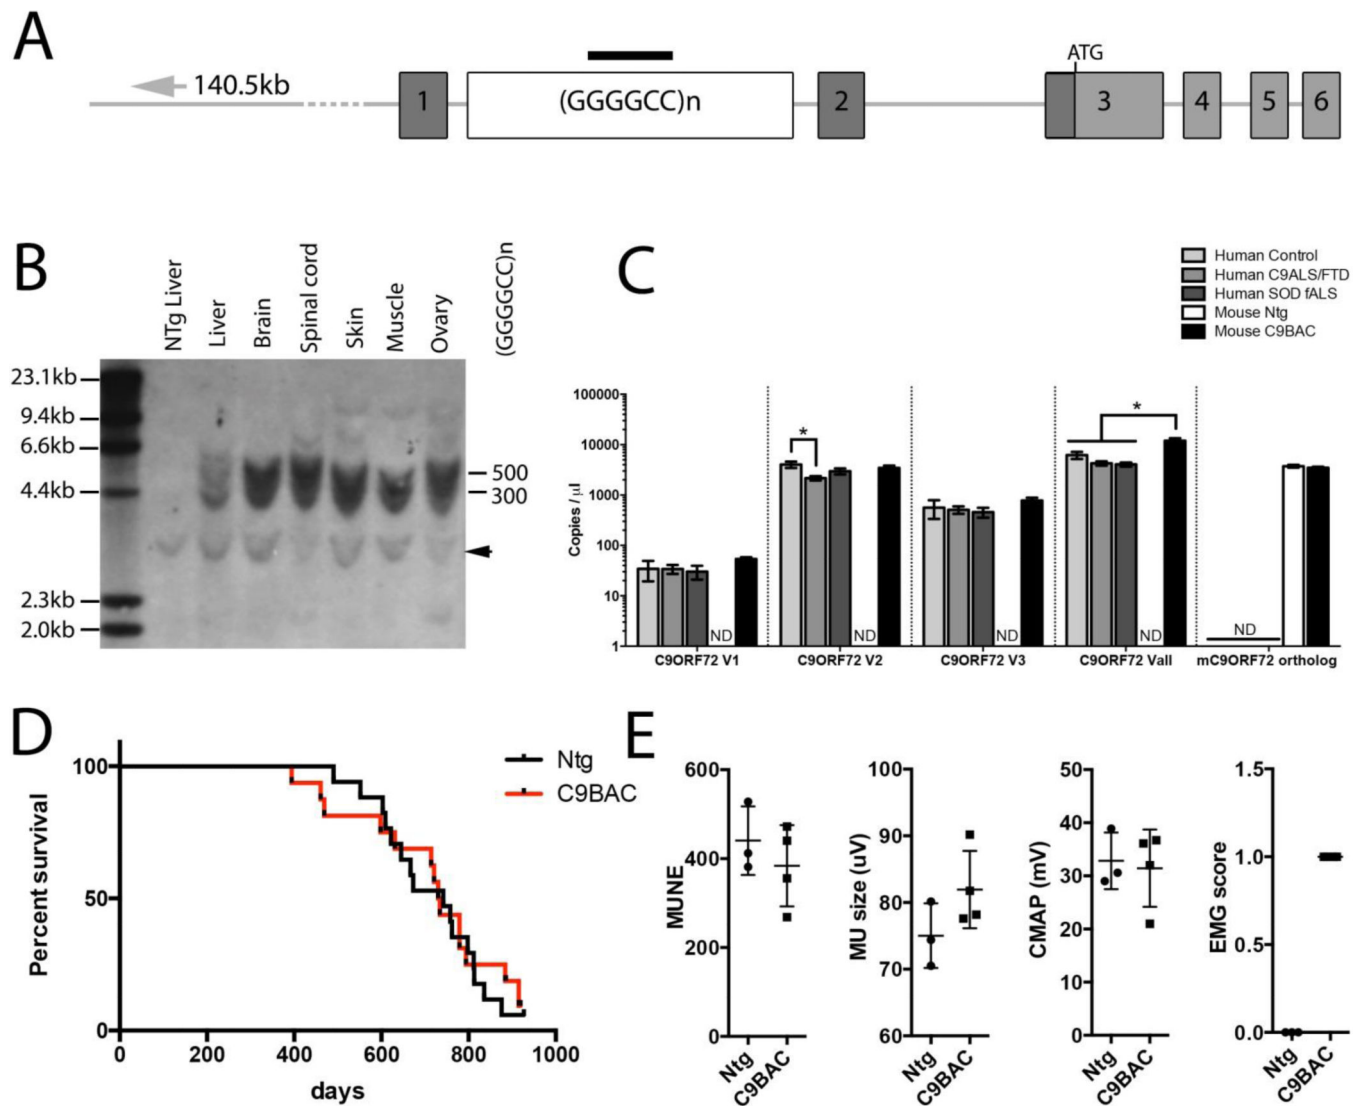 A
140.5kb
1
(GGGGCC)n
2
ATG
3
4
5
6
B
NTg Liver
Liver
Brain
Spinal cord
Skin
Muscle
Ovary
(GGGGCC)n
23.1kb
9.4kb
6.6kb
4.4kb
2.3kb
2.0kb
500
300
C
Human Control
Human C9ALS/FTD
Human SOD fALS
Mouse Ntg
Mouse C9BAC
Copies / µl
100000
10000
1000
100
10
1
*
*
ND
ND
ND
ND
ND
C9ORF72 V1
C9ORF72 V2
C9ORF72 V3
C9ORF72 Vall
mC9ORF72 ortholog
D
Percent survival
100
50
0
0
200
400
600
800
1000
days
Ntg
C9BAC
E
MUNE
600
400
200
0
Ntg
C9BAC
MU size (uV)
100
90
80
70
60
Ntg
C9BAC
CMAP (mV)
50
40
30
20
10
0
Ntg
C9BAC
EMG score
1.5
1.0
0.5
0.0
Ntg
C9BAC